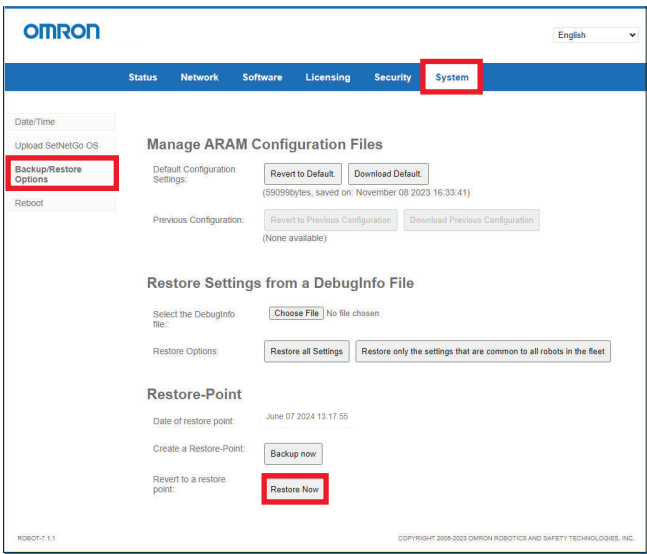 OMRON
English
Status Network Software Licensing Security System
Date/Time
Upload SetNetGo OS
Backup/Restore
Options
Reboot
Manage ARAM Configuration Files
Default Configuration
Settings:
Revert to Default. Download Default.
(59099bytes, saved on: November 08 2023 16:33:41)
Previous Configuration:
Revert to Previous Configuration Download Previous Configuration
(None available)
Restore Settings from a DebugInfo File
Select the DebugInfo
file.:
Choose File No file chosen
Restore Options:
Restore all Settings Restore only the settings that are common to all robots in the fleet
Restore-Point
Date of restore point:
June 07 2024 13:17:55
Create a Restore-Point:
Backup now
Revert to a restore
point:
Restore Now
ROBOT-7.1.1
COPYRIGHT 2005-2023 OMRON ROBOTICS AND SAFETY TECHNOLOGIES, INC.